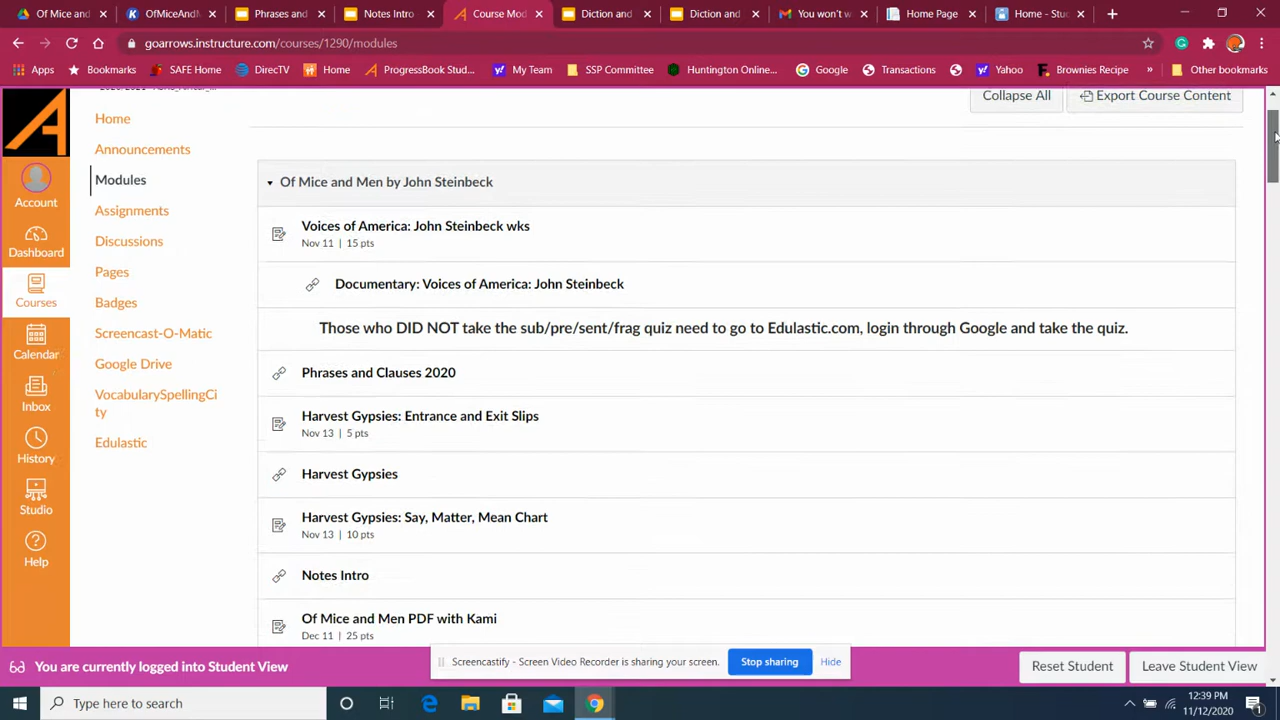 Of Mice and
OfMiceAndM
Phrases and
Notes Intro
Course Mod
Diction and
Diction and
You won't w
Home Page
Home - Stu
goarrows.instructure.com/courses/1290/modules
Apps
Bookmarks
SAFE Home
DirecTV
Home
ProgressBook Stud...
My Team
SSP Committee
Huntington Online...
Google
Transactions
Yahoo
Brownies Recipe
»
Other bookmarks
Collapse All
Export Course Content
A
Account
Dashboard
Courses
Calendar
Inbox
History
Studio
Help
Home
Announcements
Modules
Assignments
Discussions
Pages
Badges
Screencast-O-Matic
Google Drive
VocabularySpellingCi
ty
Edulastic
Of Mice and Men by John Steinbeck
Voices of America: John Steinbeck wks
Nov 11 | 15 pts
Documentary: Voices of America: John Steinbeck
Those who DID NOT take the sub/pre/sent/frag quiz need to go to Edulastic.com, login through Google and take the quiz.
Phrases and Clauses 2020
Harvest Gypsies: Entrance and Exit Slips
Nov 13 | 5 pts
Harvest Gypsies
Harvest Gypsies: Say, Matter, Mean Chart
Nov 13 | 10 pts
Notes Intro
Of Mice and Men PDF with Kami
Dec 11 | 25 pts
You are currently logged into Student View
Screencastify - Screen Video Recorder is sharing your screen.
Stop sharing
Hide
Reset Student
Leave Student View
Type here to search
12:39 PM
11/12/2020
1